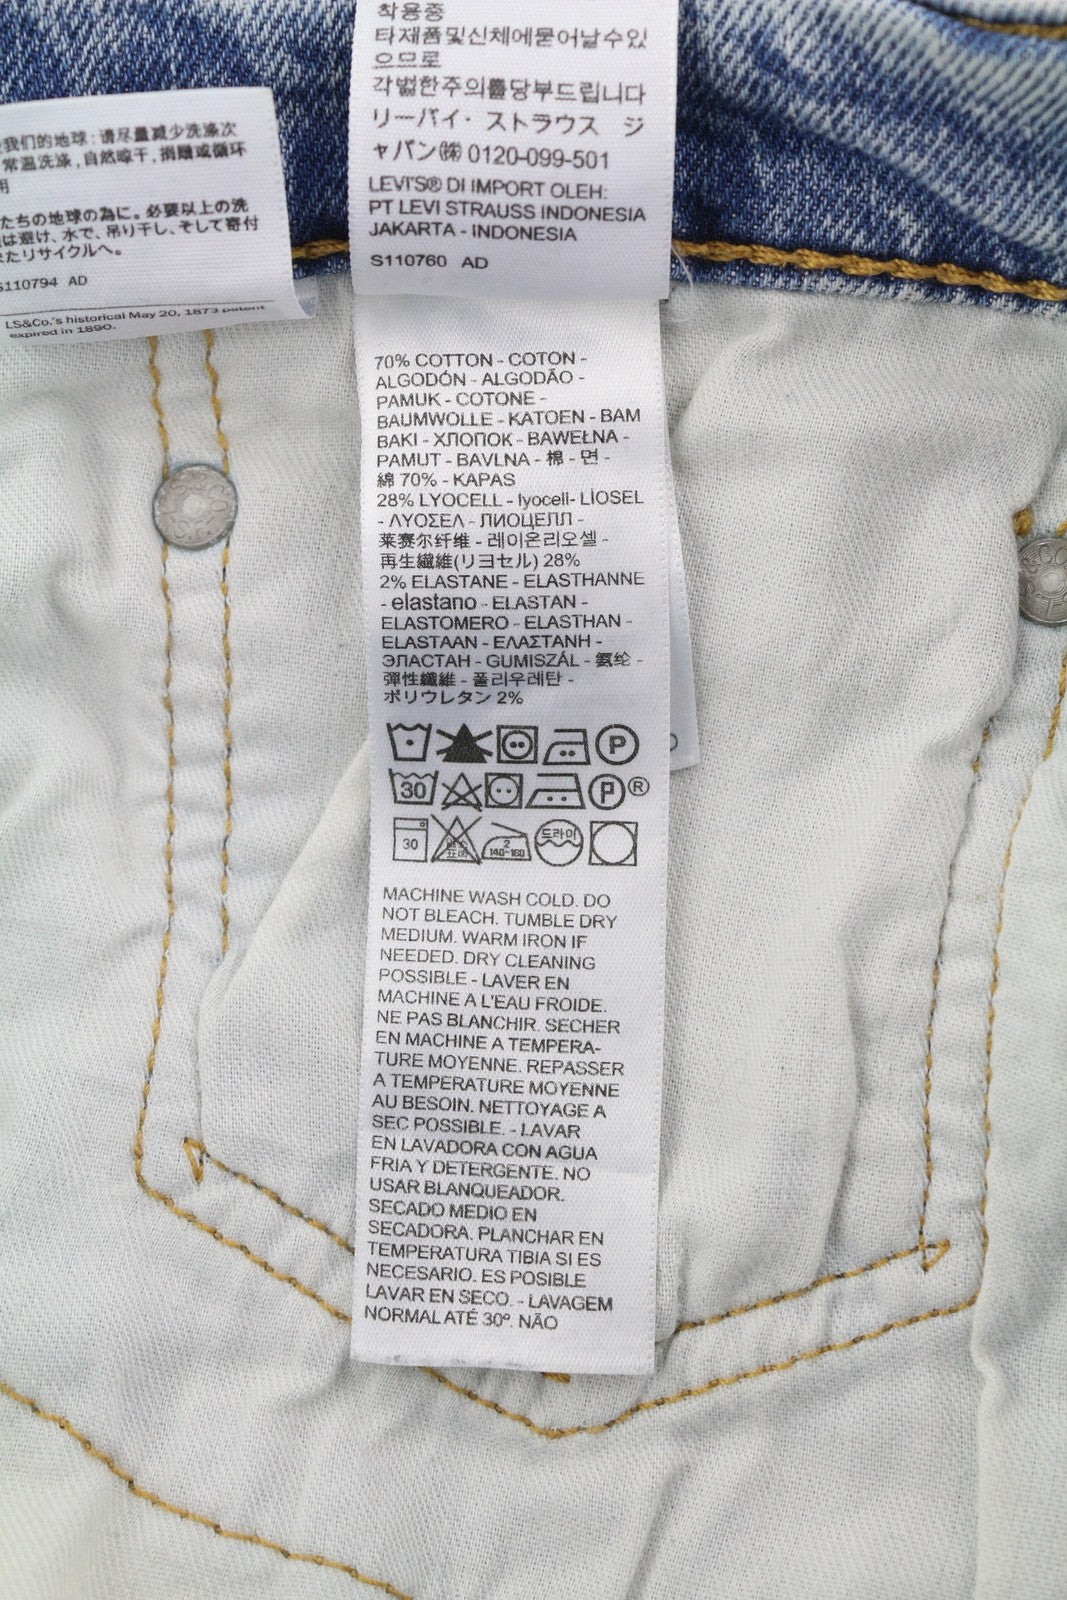 着用중
타재품및신체에묻어날수있
으므로
각별한주의를당부드립니다
リーバイ・ストラウス ジ
ャパン㈱ 0120-099-501
LEVI'S® DI IMPORT OLEH:
PT LEVI STRAUSS INDONESIA
JAKARTA - INDONESIA
S110760 AD
我们的地球:请尽量减少洗涤次
常温洗涤,自然晾干,捐赠或循环
用
たちの地球の為に。必要以上の洗
は避け、水で、吊り干し、そして寄付
またリサイクルへ。
S110794 AD
LS&Co.'s historical May 20, 1873 patent
expired in 1890.
70% COTTON - COTON -
ALGODÓN - ALGODÃO -
PAMUK - COTONE -
BAUMWOLLE - KATOEN - BAM
BAKI - ХЛОПОК - BAWEŁNA -
PAMUT - BAVLNA - 棉 - 면 -
綿 70% - KAPAS
28% LYOCELL - lyocell- LİOSEL
- ΛΥΟΣΕΛ - ЛИОЦЕЛЛ -
莱赛尔纤维 - 레이온리오셀 -
再生繊維(リヨセル) 28%
2% ELASTANE - ELASTHANNE
- elastano - ELASTAN -
ELASTOMERO - ELASTHAN -
ELASTAAN - ΕΛΑΣΤΑΝΗ -
ЭЛАСТАН - GUMISZÁL - 氨纶 -
彈性纖維 - 폴리우레탄 -
ポリウレタン 2%
P
30 P ®
30 2 140~160 드라이
MACHINE WASH COLD. DO
NOT BLEACH. TUMBLE DRY
MEDIUM. WARM IRON IF
NEEDED. DRY CLEANING
POSSIBLE - LAVER EN
MACHINE A L'EAU FROIDE.
NE PAS BLANCHIR. SECHER
EN MACHINE A TEMPERA-
TURE MOYENNE. REPASSER
A TEMPERATURE MOYENNE
AU BESOIN. NETTOYAGE A
SEC POSSIBLE. - LAVAR
EN LAVADORA CON AGUA
FRIA Y DETERGENTE. NO
USAR BLANQUEADOR.
SECADO MEDIO EN
SECADORA. PLANCHAR EN
TEMPERATURA TIBIA SI ES
NECESARIO. ES POSIBLE
LAVAR EN SECO. - LAVAGEM
NORMAL ATÉ 30º. NÃO